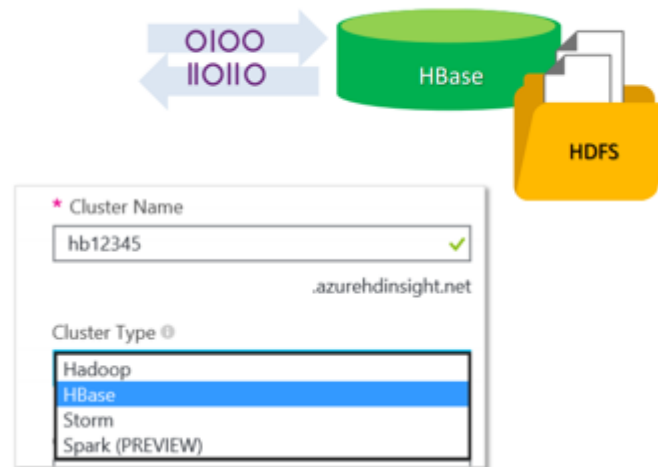 0100
110110
HBase
HDFS
* Cluster Name
hb12345
.azurehdinsight.net
Cluster Type
Hadoop
HBase
Storm
Spark (PREVIEW)